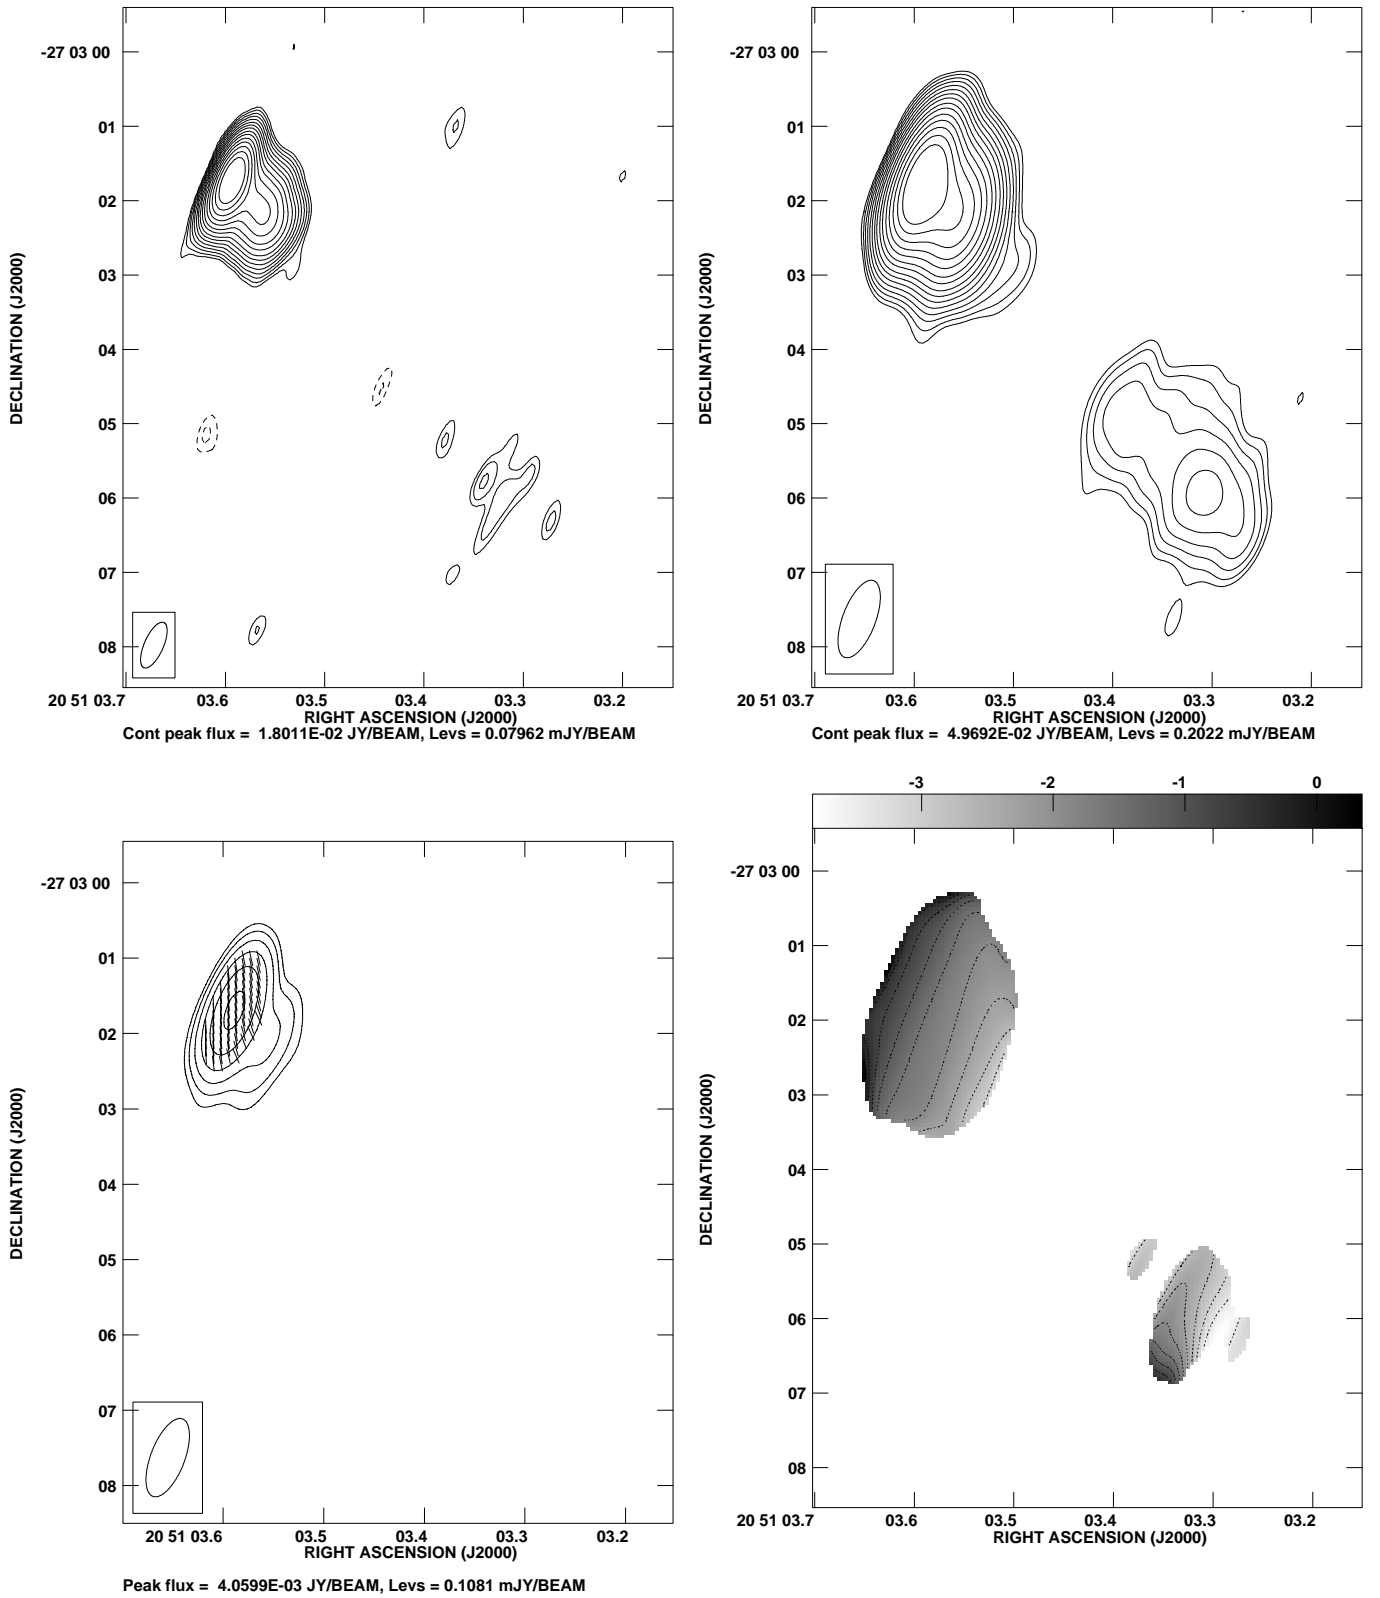 -27 03 00
01
02
03
04
05
06
07
08
DECLINATION (J2000)
20 51 03.7 03.6 03.5 03.4 03.3 03.2
RIGHT ASCENSION (J2000)
Cont peak flux = 1.8011E-02 JY/BEAM, Levs = 0.07962 mJY/BEAM
-27 03 00
01
02
03
04
05
06
07
08
DECLINATION (J2000)
20 51 03.7 03.6 03.5 03.4 03.3 03.2
RIGHT ASCENSION (J2000)
Cont peak flux = 4.9692E-02 JY/BEAM, Levs = 0.2022 mJY/BEAM
-27 03 00
01
02
03
04
05
06
07
08
DECLINATION (J2000)
20 51 03.6 03.5 03.4 03.3 03.2
RIGHT ASCENSION (J2000)
Peak flux = 4.0599E-03 JY/BEAM, Levs = 0.1081 mJY/BEAM
-3 -2 -1 0
-27 03 00
01
02
03
04
05
06
07
08
DECLINATION (J2000)
20 51 03.7 03.6 03.5 03.4 03.3 03.2
RIGHT ASCENSION (J2000)